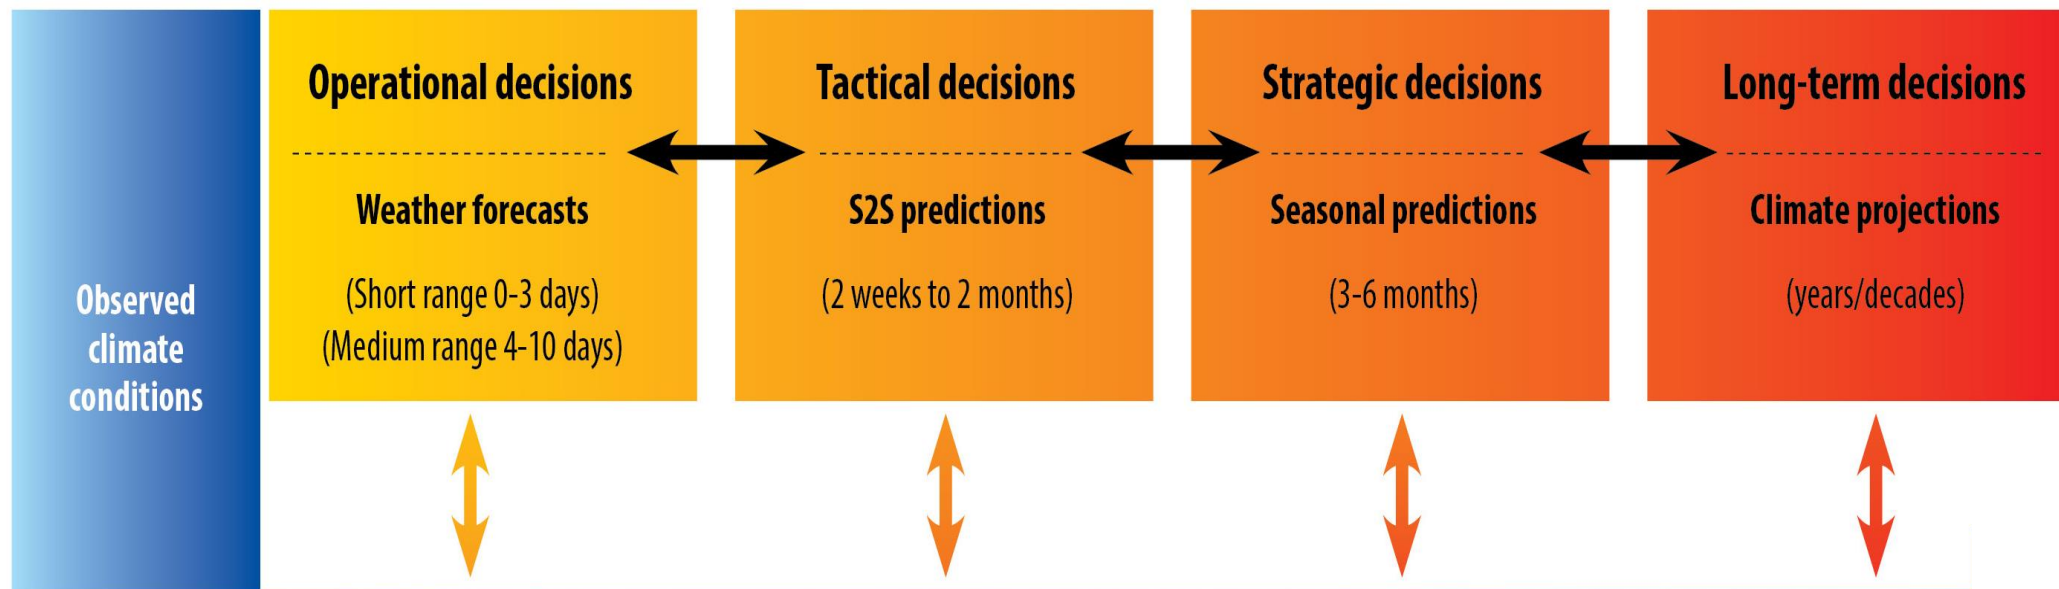 Observed
climate
conditions
Operational decisions
Weather forecasts
(Short range 0-3 days)
(Medium range 4-10 days)
Tactical decisions
S2S predictions
(2 weeks to 2 months)
Strategic decisions
Seasonal predictions
(3-6 months)
Long-term decisions
Climate projections
(years/decades)